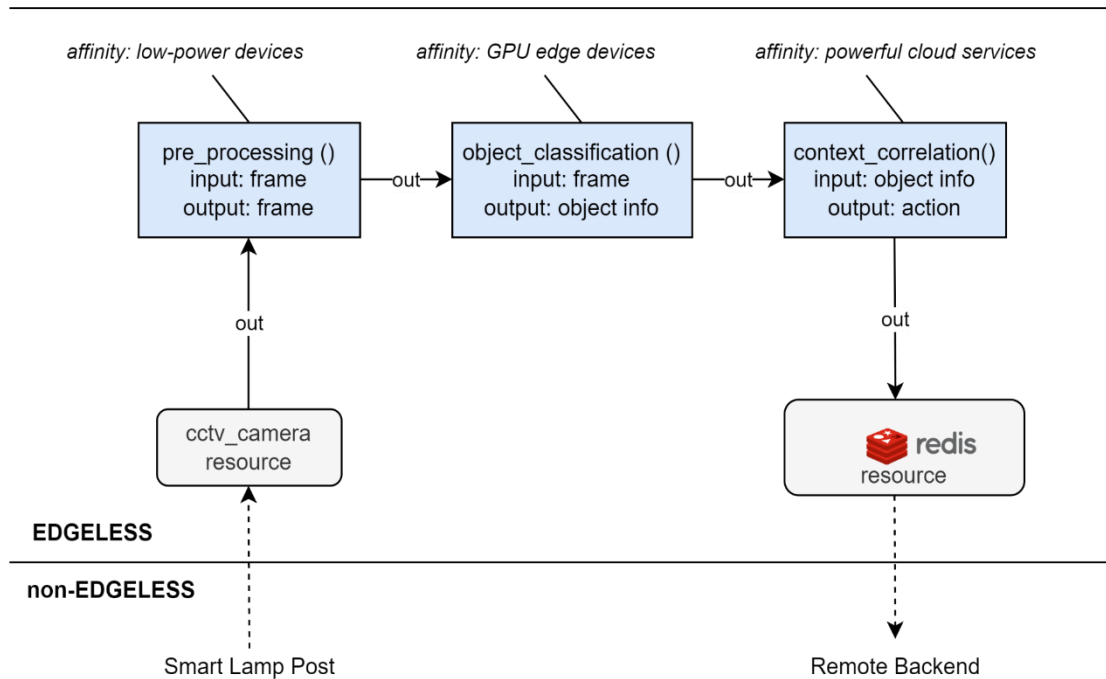 affinity: low-power devices
affinity: GPU edge devices
affinity: powerful cloud services
pre_processing ()
input: frame
output: frame
out
object_classification ()
input: frame
output: object info
out
context_correlation()
input: object info
output: action
out
out
cctv_camera
resource
redis
resource
EDGELESS
non-EDGELESS
Smart Lamp Post
Remote Backend